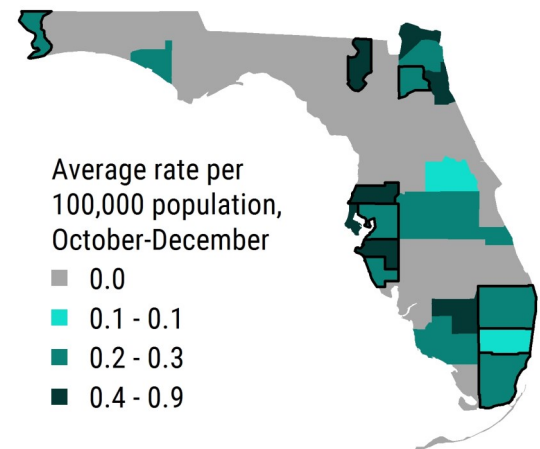 Average rate per
100,000 population,
October-December
0.0
0.1 - 0.1
0.2 - 0.3
0.4 - 0.9